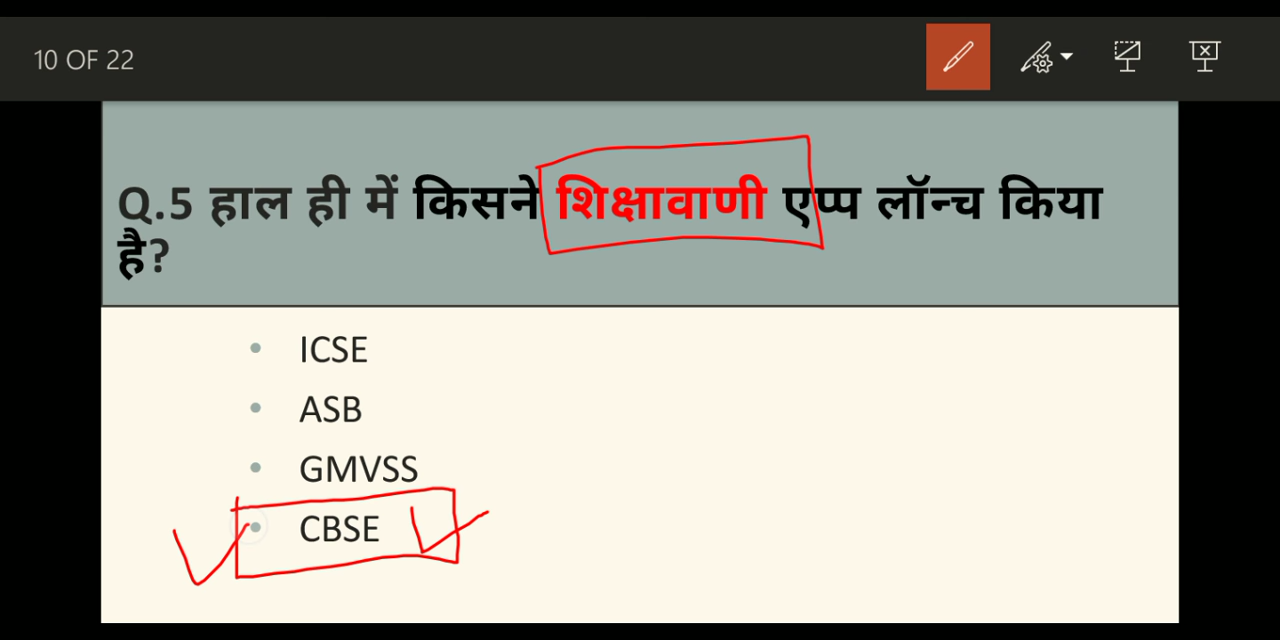 10 OF 22
Q.5 हाल ही में किसने शिक्षावाणी एप्प लॉन्च किया
है?
ICSE
ASB
GMVSS
CBSE